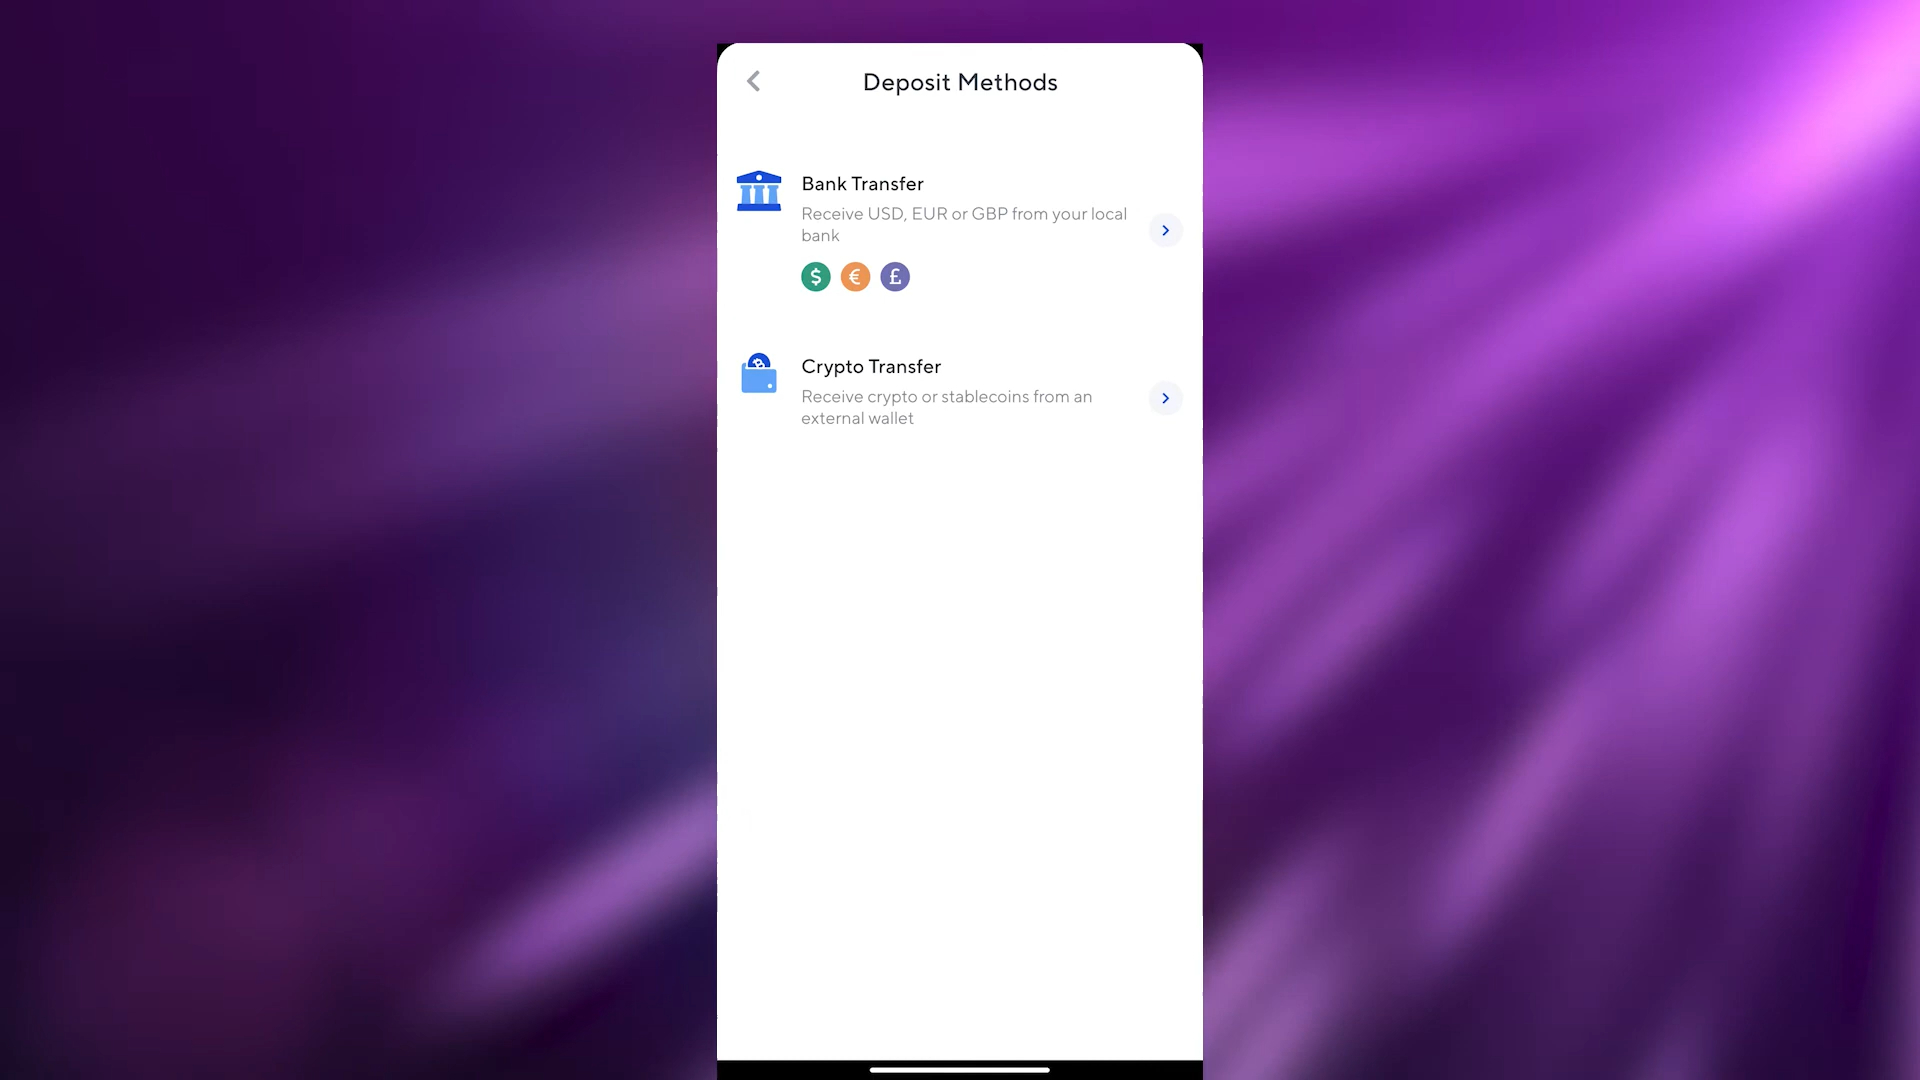 Deposit Methods
Bank Transfer
Receive USD, EUR or GBP from your local
bank
$ € £
Crypto Transfer
Receive crypto or stablecoins from an
external wallet